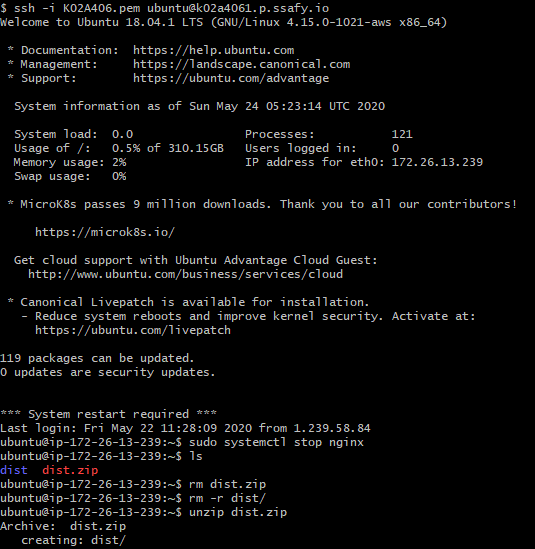 $ ssh -i K02A406.pem ubuntu@k02a4061.p.ssafy.io
Welcome to Ubuntu 18.04.1 LTS (GNU/Linux 4.15.0-1021-aws x86_64)
* Documentation: https://help.ubuntu.com
* Management: https://landscape.canonical.com
* Support: https://ubuntu.com/advantage
System information as of Sun May 24 05:23:14 UTC 2020
System load: 0.0 Processes: 121
Usage of /: 0.5% of 310.15GB Users logged in: 0
Memory usage: 2% IP address for eth0: 172.26.13.239
Swap usage: 0%
* MicroK8s passes 9 million downloads. Thank you to all our contributors!
https://microk8s.io/
Get cloud support with Ubuntu Advantage Cloud Guest:
http://www.ubuntu.com/business/services/cloud
* Canonical Livepatch is available for installation.
- Reduce system reboots and improve kernel security. Activate at:
https://ubuntu.com/livepatch
119 packages can be updated.
0 updates are security updates.
*** System restart required ***
Last login: Fri May 22 11:28:09 2020 from 1.239.58.84
ubuntu@ip-172-26-13-239:~$ sudo systemctl stop nginx
ubuntu@ip-172-26-13-239:~$ ls
dist dist.zip
ubuntu@ip-172-26-13-239:~$ rm dist.zip
ubuntu@ip-172-26-13-239:~$ rm -r dist/
ubuntu@ip-172-26-13-239:~$ unzip dist.zip
Archive: dist.zip
creating: dist/